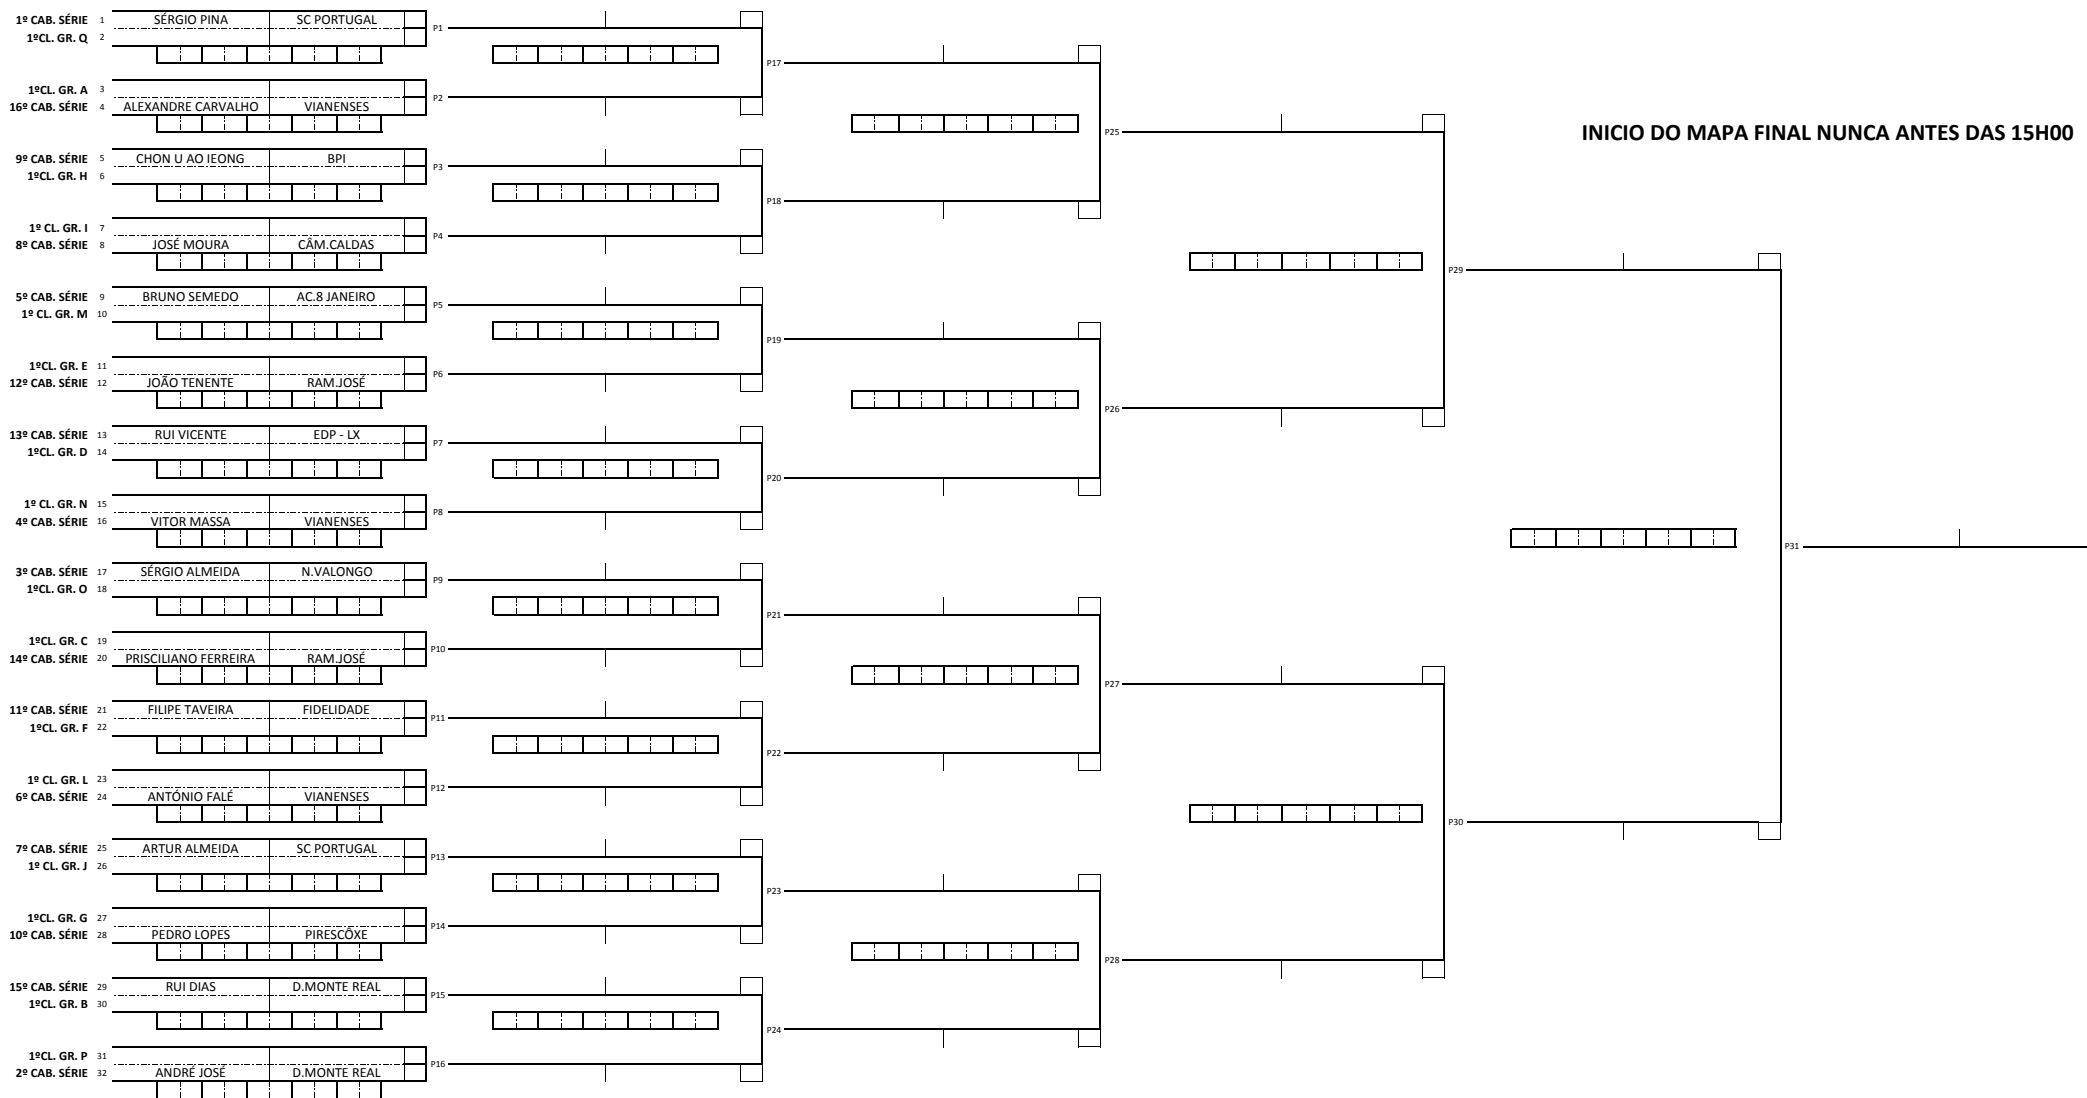 1º CAB. SÉRIE 1 SÉRGIO PINA SC PORTUGAL
P1
1ºCL. GR. Q 2
P17
1ºCL. GR. A 3
P2
16º CAB. SÉRIE 4 ALEXANDRE CARVALHO VIANENSES
P25
INICIO DO MAPA FINAL NUNCA ANTES DAS 15H00
9º CAB. SÉRIE 5 CHON U AO IEONG BPI
P3
1ºCL. GR. H 6
P18
1º CL. GR. I 7
P4
8º CAB. SÉRIE 8 JOSÉ MOURA CÂM.CALDAS
P29
5º CAB. SÉRIE 9 BRUNO SEMEDO AC.8 JANEIRO
P5
1º CL. GR. M 10
P19
1ºCL. GR. E 11
P6
12º CAB. SÉRIE 12 JOÃO TENENTE RAM.JOSÉ
P26
13º CAB. SÉRIE 13 RUI VICENTE EDP - LX
P7
1ºCL. GR. D 14
P20
1º CL. GR. N 15
P8
4º CAB. SÉRIE 16 VITOR MASSA VIANENSES
P31
3º CAB. SÉRIE 17 SÉRGIO ALMEIDA N.VALONGO
P9
1ºCL. GR. O 18
P21
1ºCL. GR. C 19
P10
14º CAB. SÉRIE 20 PRISCILIANO FERREIRA RAM.JOSÉ
P27
11º CAB. SÉRIE 21 FILIPE TAVEIRA FIDELIDADE
P11
1ºCL. GR. F 22
P22
1º CL. GR. L 23
P12
6º CAB. SÉRIE 24 ANTÓNIO FALÉ VIANENSES
P30
7º CAB. SÉRIE 25 ARTUR ALMEIDA SC PORTUGAL
P13
1º CL. GR. J 26
P23
1ºCL. GR. G 27
P14
10º CAB. SÉRIE 28 PEDRO LOPES PIRESCÔXE
P28
15º CAB. SÉRIE 29 RUI DIAS D.MONTE REAL
P15
1ºCL. GR. B 30
P24
1ºCL. GR. P 31
P16
2º CAB. SÉRIE 32 ANDRÉ JOSÉ D.MONTE REAL